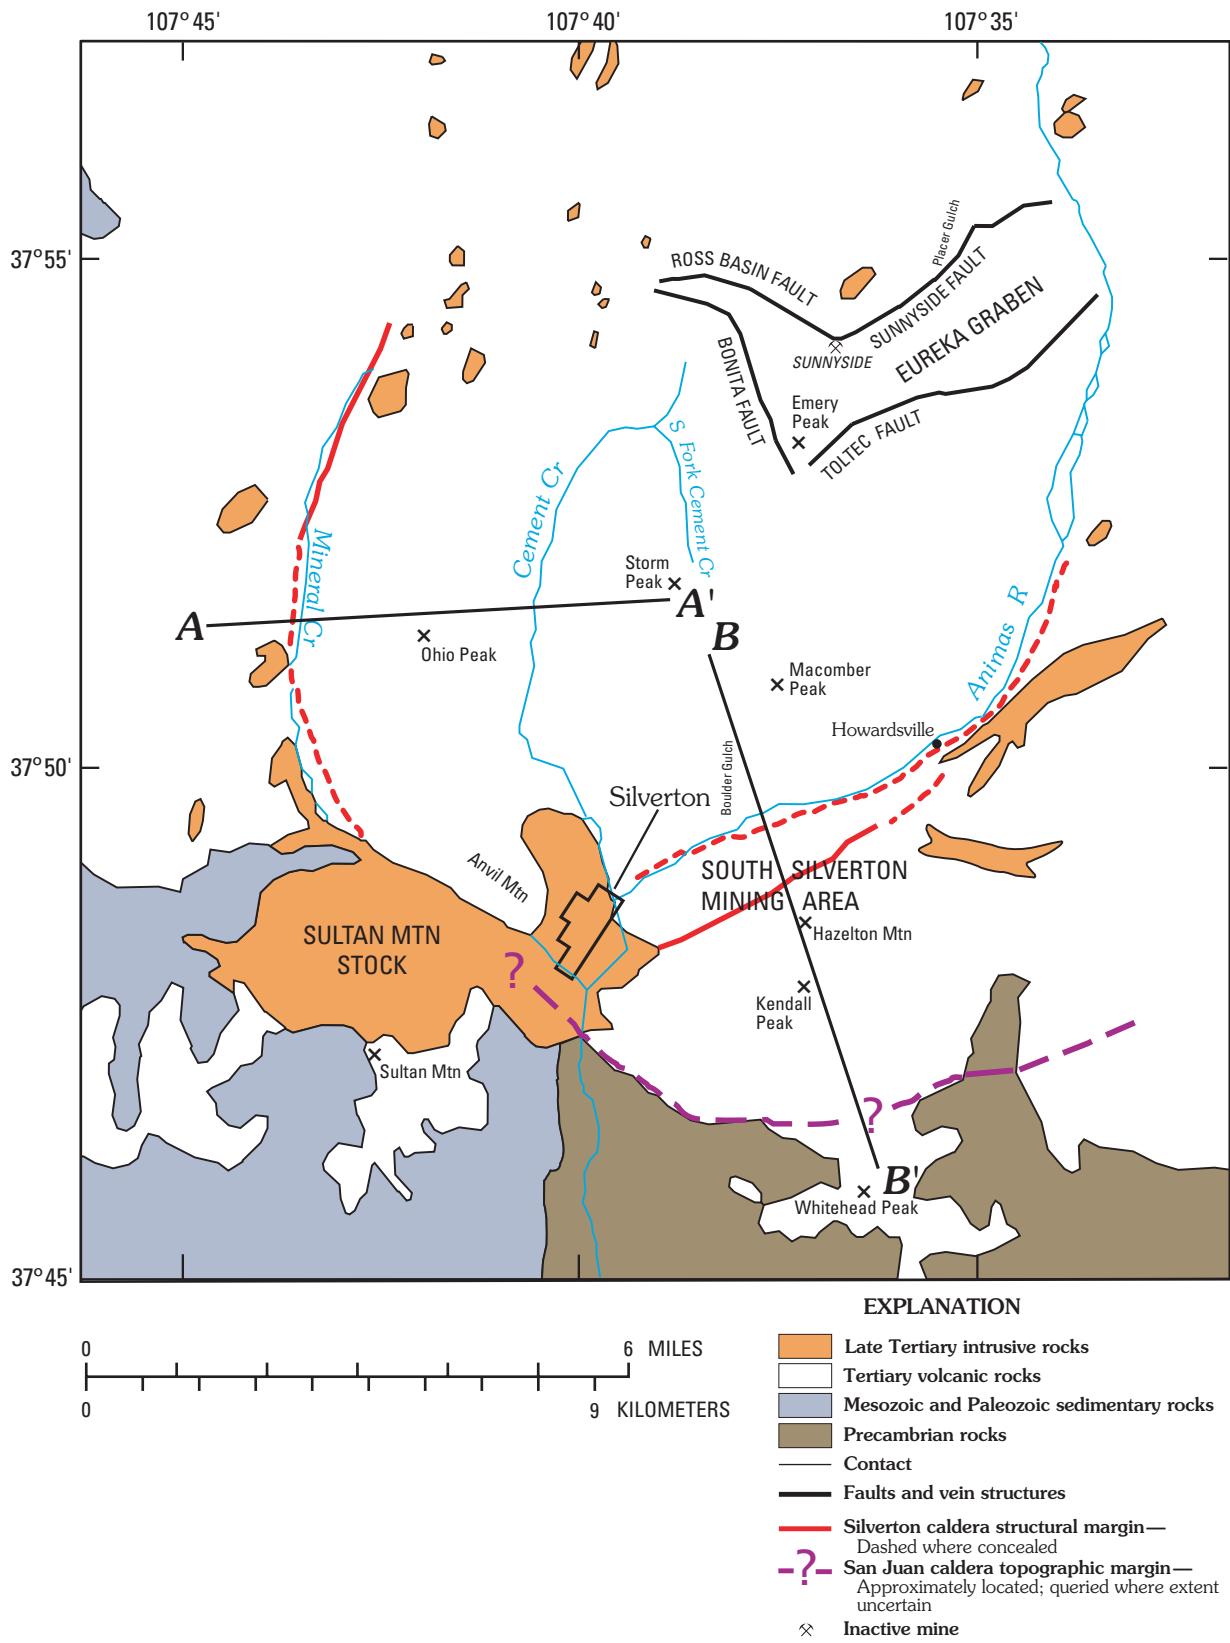 107°45'
107°40'
107°35'
37°55'
37°50'
37°45'
Placer Gulch
ROSS BASIN FAULT
SUNNYSIDE FAULT
EUREKA GRABEN
SUNNYSIDE
BONITA FAULT
Emery
Peak
TOLTEC FAULT
S Fork Cement Cr
Cement Cr
Mineral Cr
Storm
Peak
A
A'
B
Ohio Peak
Animas R
Macomber
Peak
Howardsville
Boulder Gulch
Silverton
Anvil Mtn
SOUTH SILVERTON
MINING AREA
Hazelton Mtn
SULTAN MTN
STOCK
?
Kendall
Peak
Sultan Mtn
?
B'
Whitehead Peak
EXPLANATION
0 6 MILES
0 9 KILOMETERS
Late Tertiary intrusive rocks
Tertiary volcanic rocks
Mesozoic and Paleozoic sedimentary rocks
Precambrian rocks
Contact
Faults and vein structures
Silverton caldera structural margin—
Dashed where concealed
? San Juan caldera topographic margin—
Approximately located; queried where extent
uncertain
Inactive mine